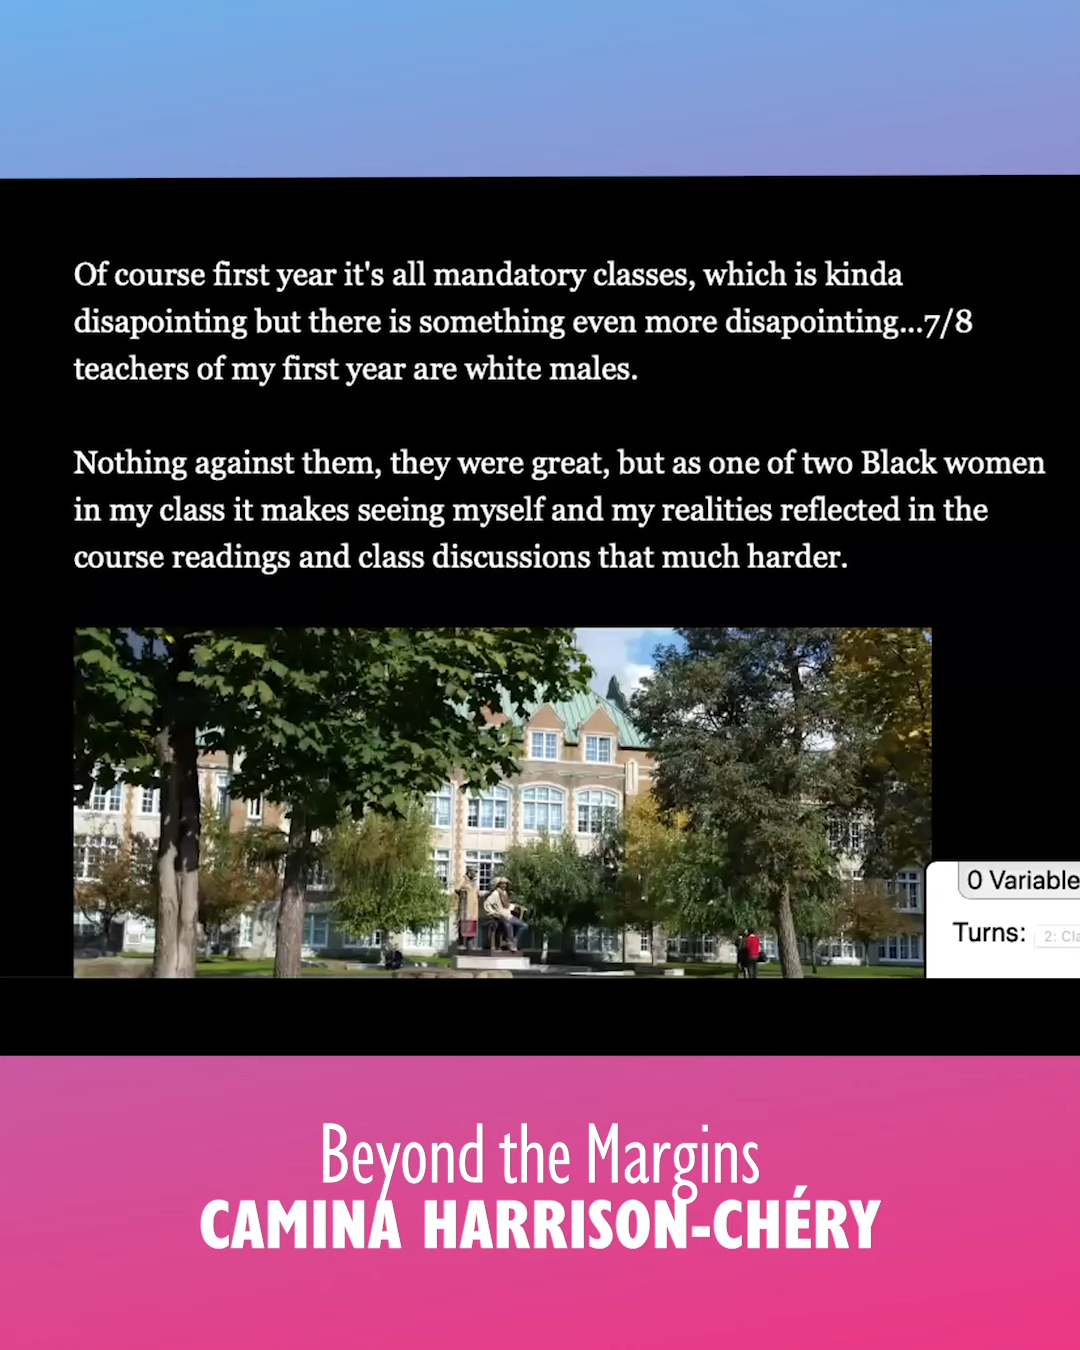 Of course first year it's all mandatory classes, which is kinda
disapointing but there is something even more disapointing...7/8
teachers of my first year are white males.
Nothing against them, they were great, but as one of two Black women
in my class it makes seeing myself and my realities reflected in the
course readings and class discussions that much harder.
0 Variable
Turns: 2:
Beyond the Margins
CAMINA HARRISON-CHÉRY